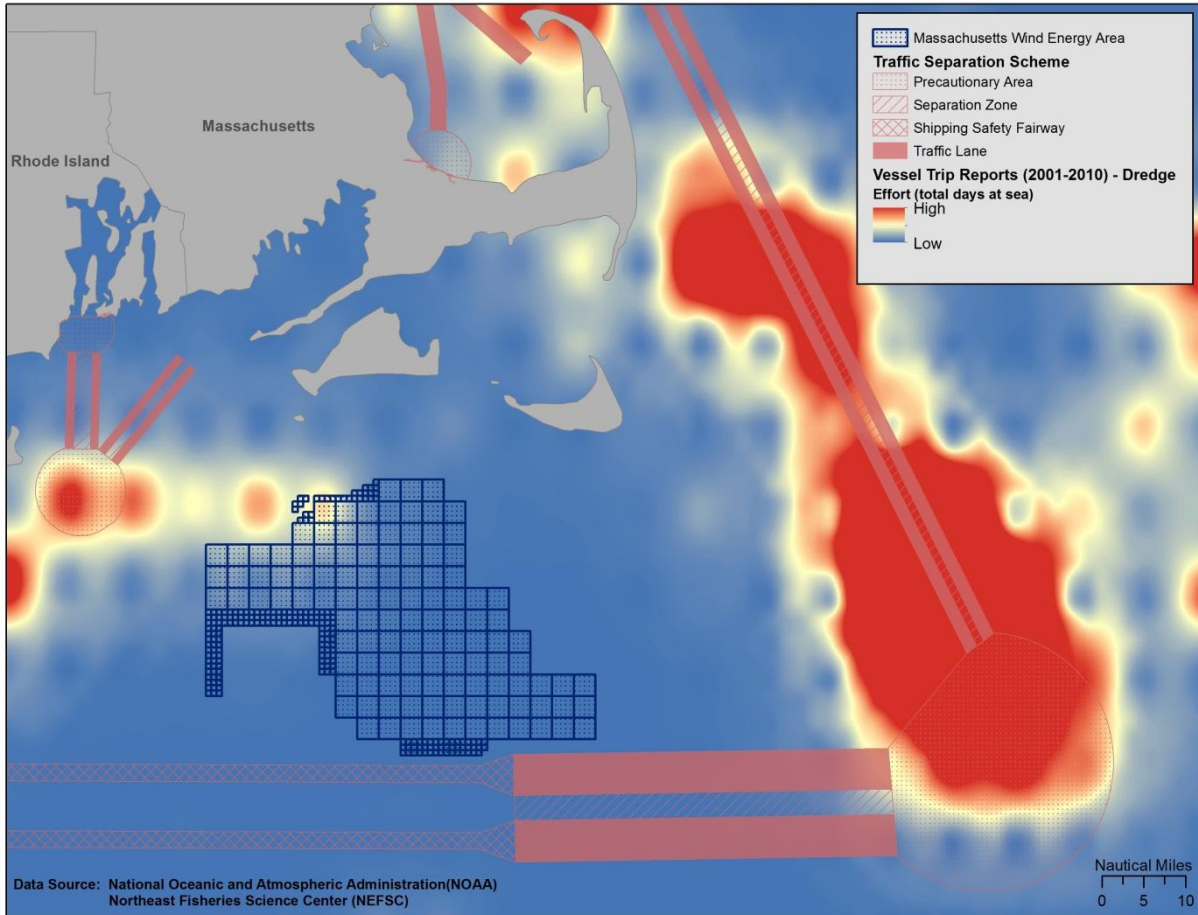 Massachusetts Wind Energy Area
Traffic Separation Scheme
Precautionary Area
Separation Zone
Shipping Safety Fairway
Traffic Lane
Vessel Trip Reports (2001-2010) - Dredge
Effort (total days at sea)
High
Low
Massachusetts
Rhode Island
Nautical Miles
0 5 10
Data Source: National Oceanic and Atmospheric Administration(NOAA)
Northeast Fisheries Science Center (NEFSC)